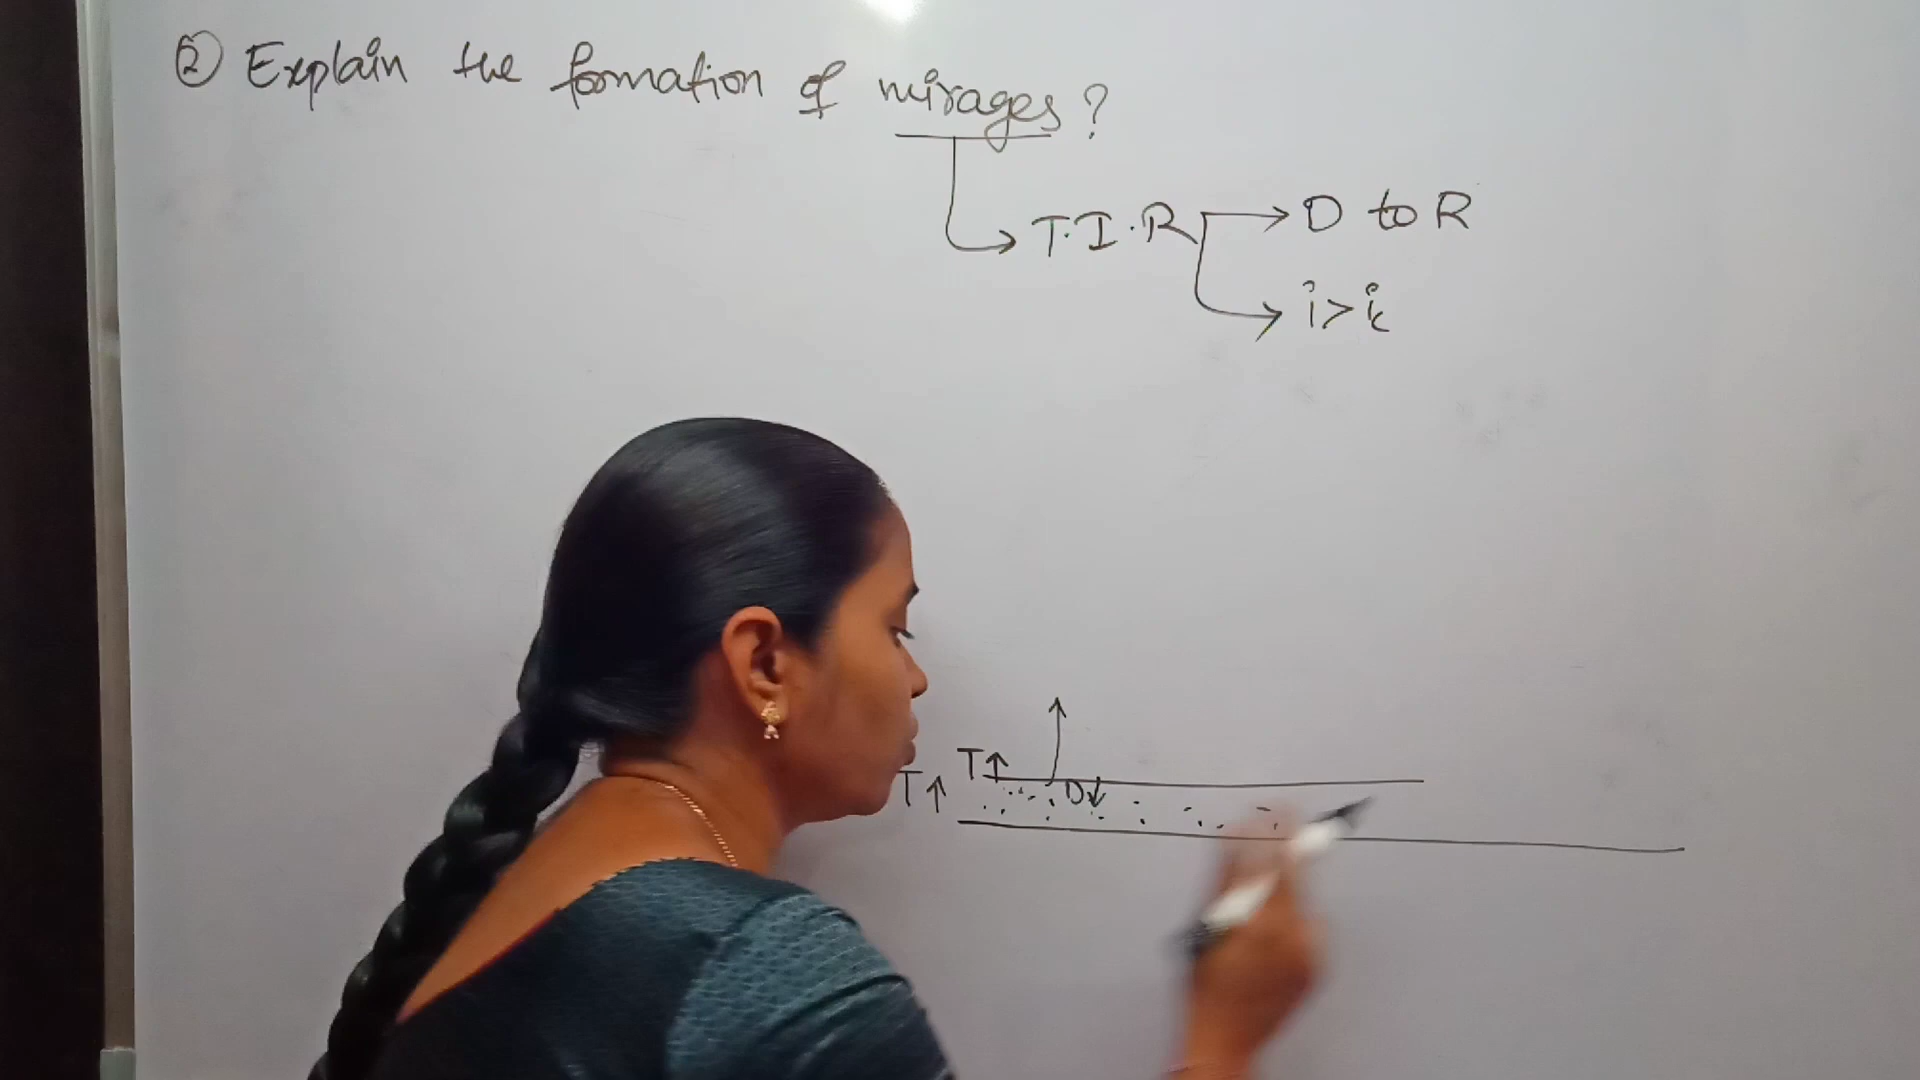 ② Explain the formation of mirages?
T.I.R → D to R
→ i > ic
T↑
T↑ D↓